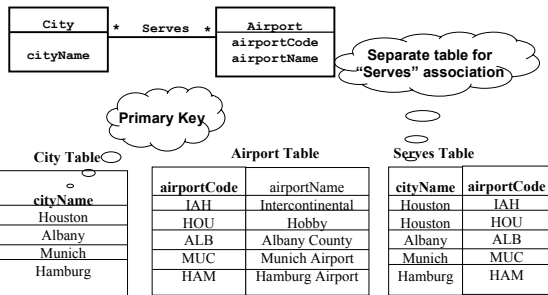 City * Serves * Airport
cityName
airportCode
airportName
Separate table for
“Serves” association
Primary Key
City Table
cityName
Houston
Albany
Munich
Hamburg
Airport Table
airportCode airportName
IAH Intercontinental
HOU Hobby
ALB Albany County
MUC Munich Airport
HAM Hamburg Airport
Serves Table
cityName airportCode
Houston IAH
Houston HOU
Albany ALB
Munich MUC
Hamburg HAM